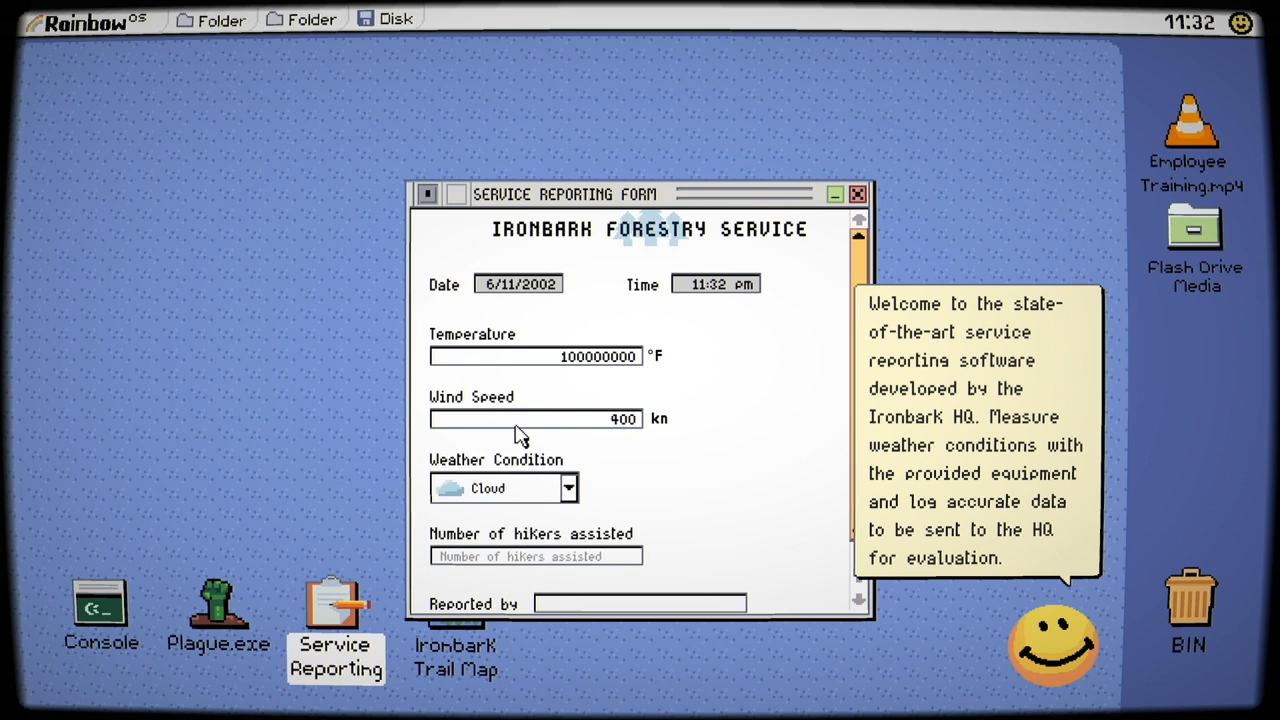 RainbowOS Folder Folder Disk 11:32
Employee
Training.mp4
Flash Drive
Media
SERVICE REPORTING FORM
IRONBARK FORESTRY SERVICE
Date 6/11/2002 Time 11:32 pm
Temperature
100000000 °F
Wind Speed
400 kn
Weather Condition
Cloud
Number of hikers assisted
Number of hikers assisted
Reported by
Welcome to the state-
of-the-art service
reporting software
developed by the
Ironbark HQ. Measure
weather conditions with
the provided equipment
and log accurate data
to be sent to the HQ
for evaluation.
C:\_
Console
Plague.exe
Service
Reporting
Ironbark
Trail Map
BIN